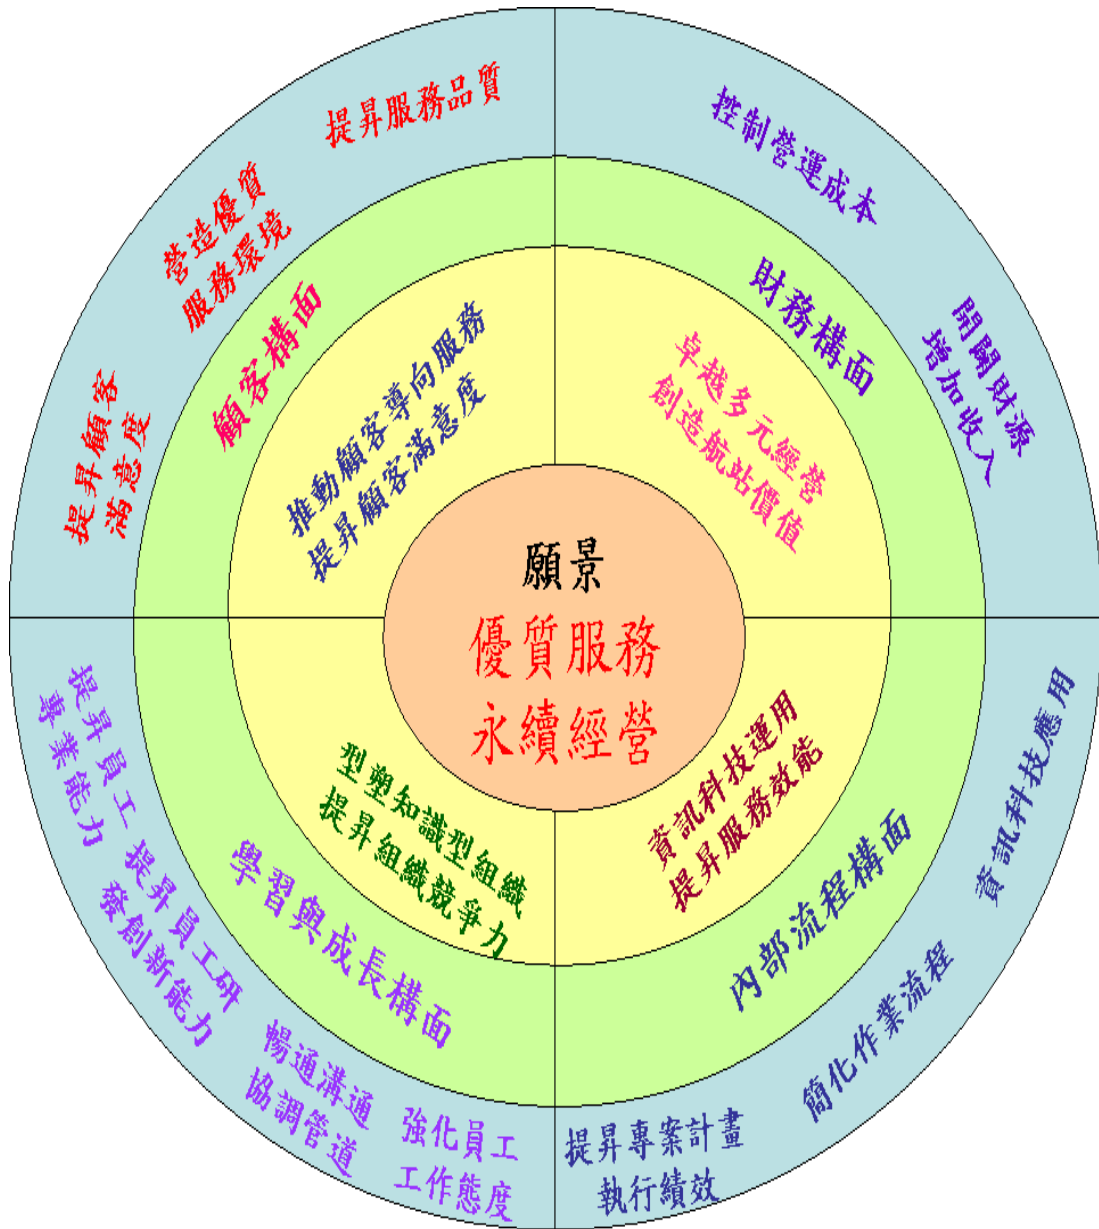 提昇服務品質
營造優質
服務環境
提昇顧客
滿意度
顧客構面
推動顧客導向服務
提昇顧客滿意度
控制營運成本
開闢財源
增加收入
財務構面
卓越多元經營
創造航站價值
願景
優質服務
永續經營
型塑知識型組織
提昇組織競爭力
學習與成長構面
提昇員工
專業能力
提昇員工研
發創新能力
暢通溝通
協調管道
強化員工
工作態度
資訊科技運用
提昇服務效能
內部流程構面
資訊科技應用
簡化作業流程
提昇專案計畫
執行績效